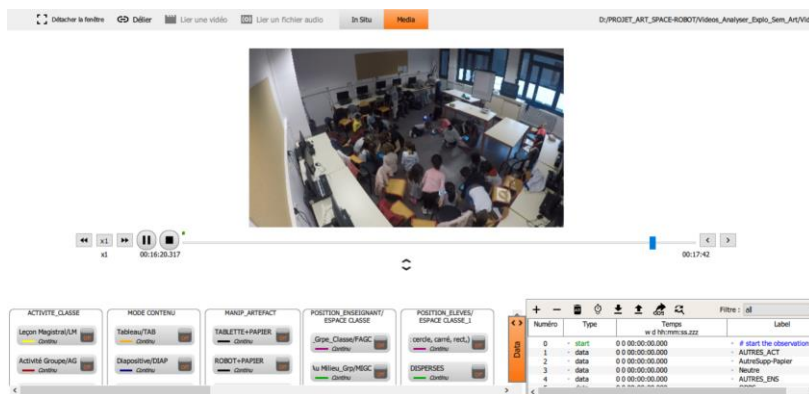 Détacher la fenêtre Délier Lier une vidéo Lier un fichier audio In Situ Media D:/PROJET_ART_SPACE-ROBOT/Videos_Analyser_Explo_Sem_Art/Vid
x1
x1 00:16:20.317 00:17:42
ACTIVITE_CLASSE MODE CONTENU MANIP_ARTEFACT POSITION_ENSEIGNANT/ POSITION_ELEVES/
ESPACE CLASSE ESPACE CLASSE_1
Leçon Magistral/LM Tableau/TAB TABLETTE+PAPIER _Grpe_Classe/FAGC cercle, carré, rect,)
Continu Continu Continu Continu Continu
Activité Groupe/AG Diapositive/DIAP ROBOT+PAPIER Au Milieu_Grp/MIGC DISPERSES
Continu Continu Continu Continu Continu
Data
Filtre : all
Numéro Type Temps Label
w d hh:mm:ss.zzz
0 start 0 0 00:00:00.000 # start the observation
1 data 0 0 00:00:00.000 AUTRES_ACT
2 data 0 0 00:00:00.000 AutreSupp-Papier
3 data 0 0 00:00:00.000 Neutre
4 data 0 0 00:00:00.000 AUTRES_ENS